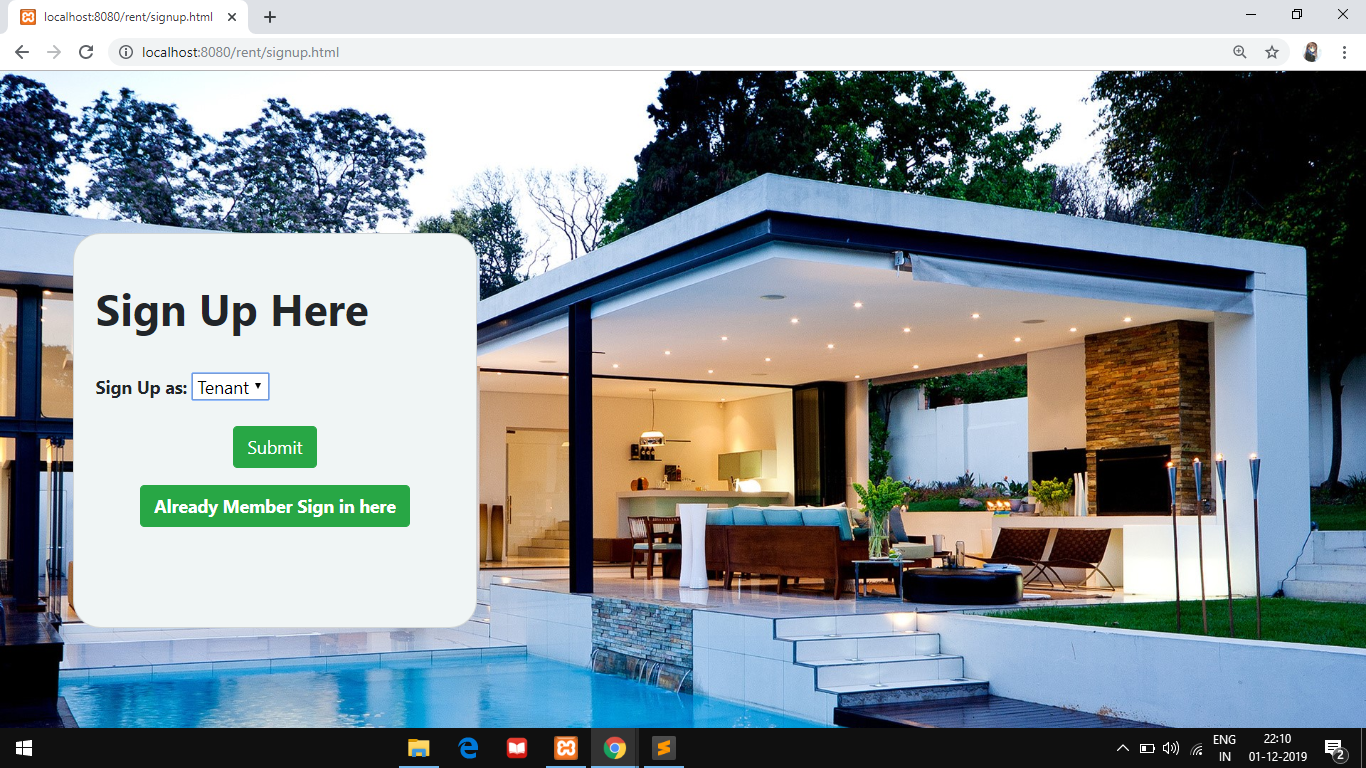 localhost:8080/rent/signup.html
localhost:8080/rent/signup.html
Sign Up Here
Sign Up as: Tenant
Submit
Already Member Sign in here
ENG
IN
22:10
01-12-2019
2